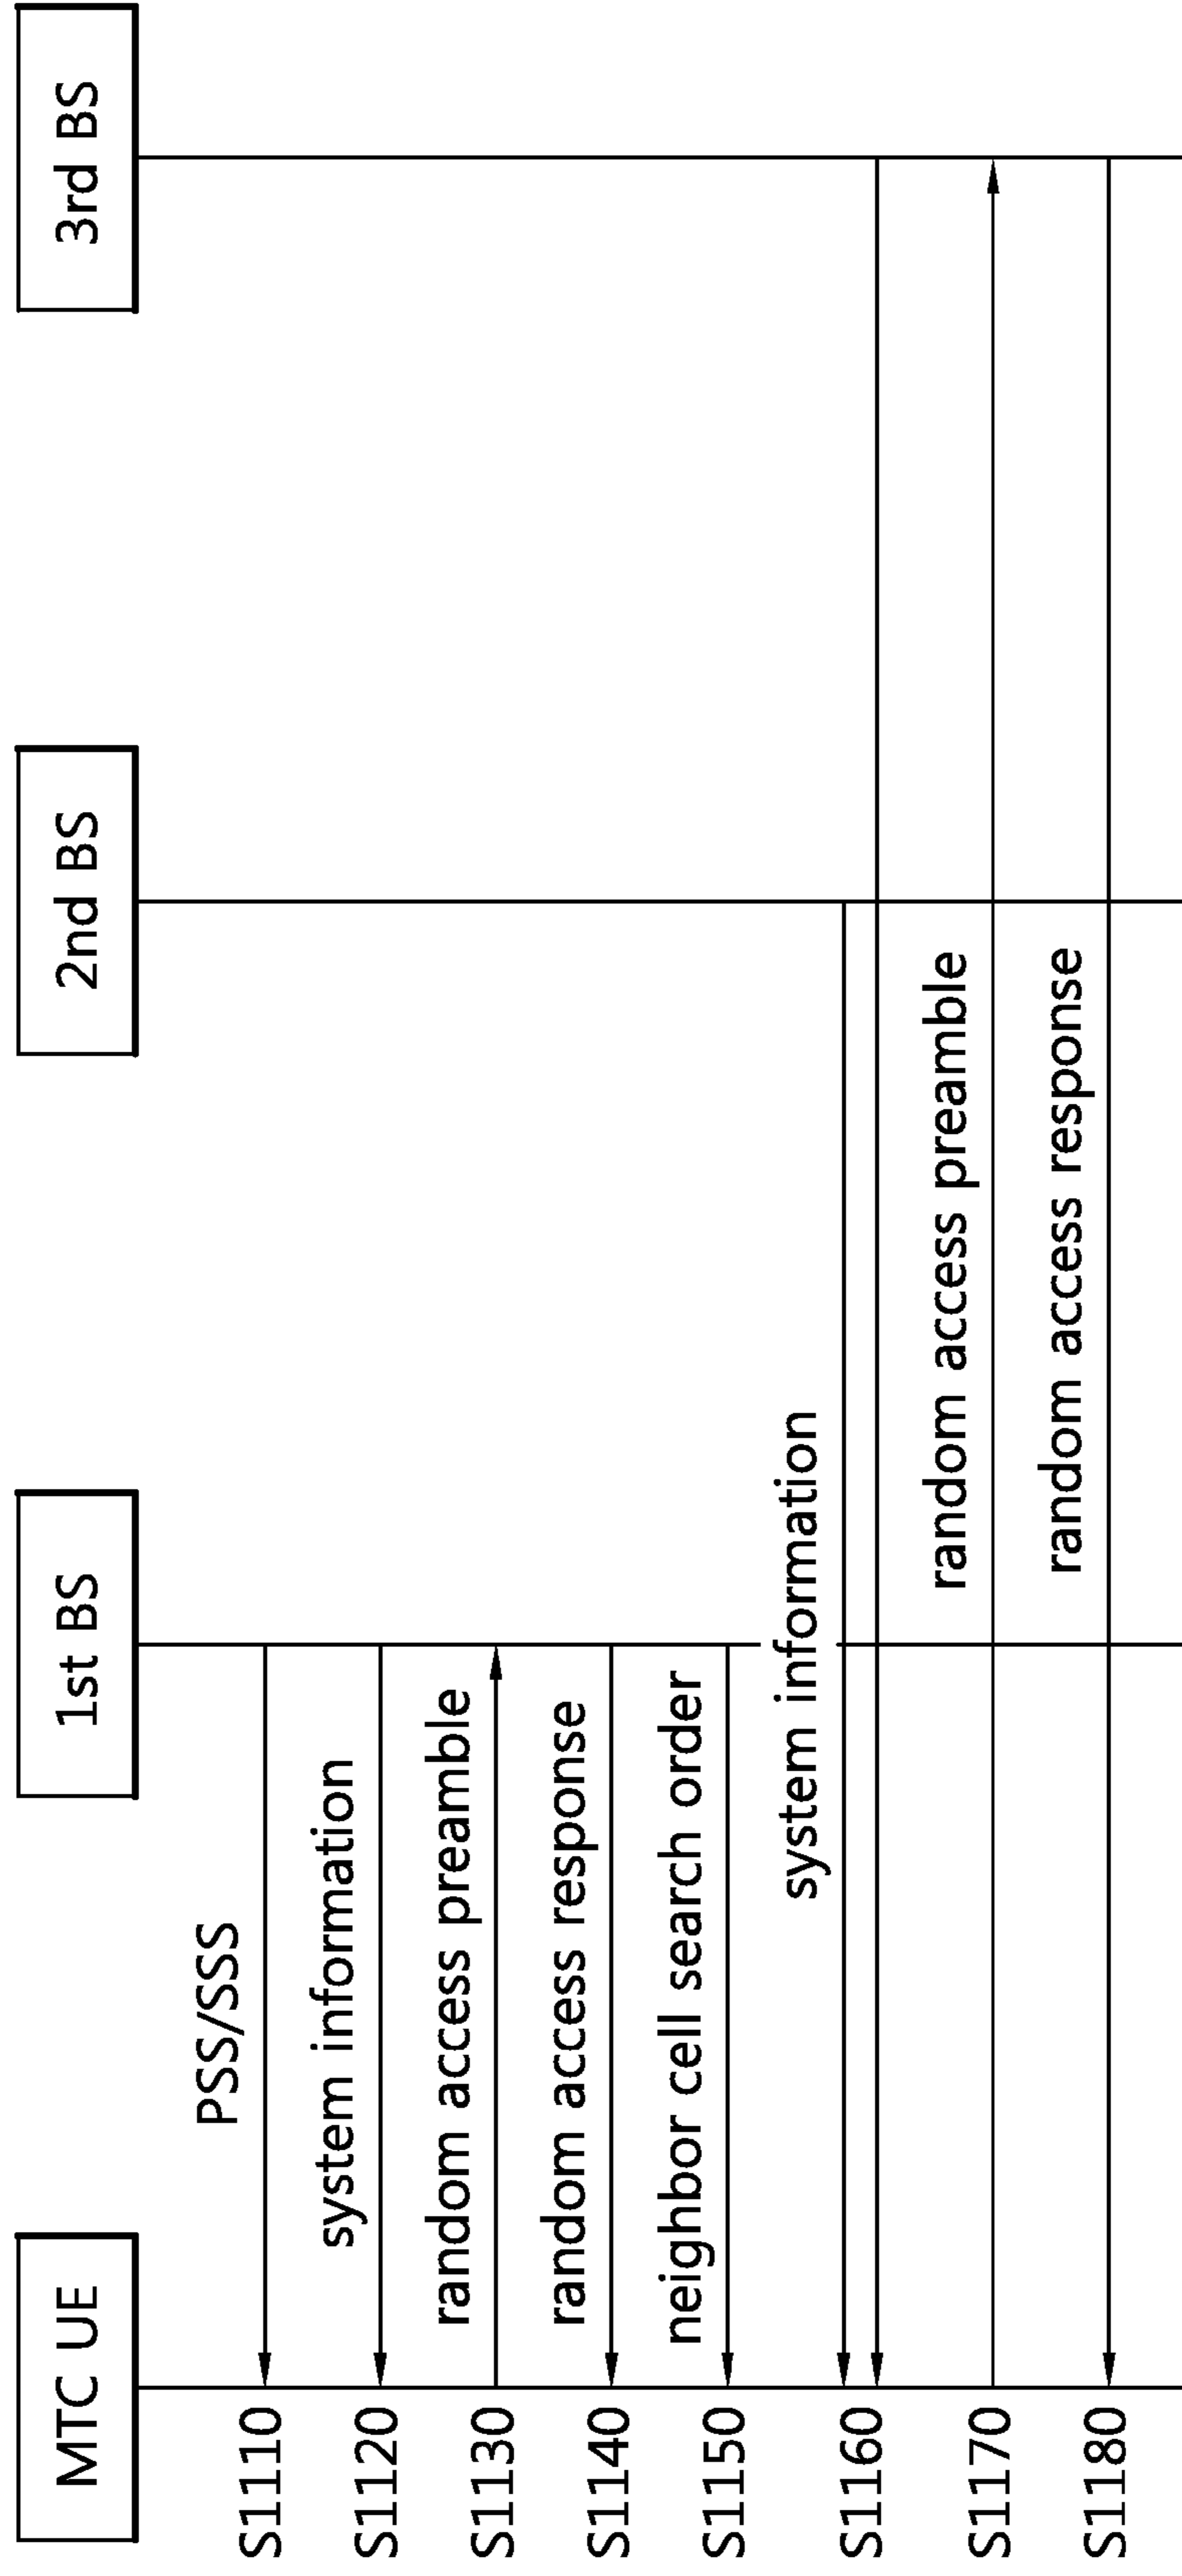 MTC UE
1st BS
2nd BS
3rd BS
PSS/SSS
S1110
system information
S1120
random access preamble
S1130
random access response
S1140
neighbor cell search order
S1150
system information
S1160
random access preamble
S1170
random access response
S1180